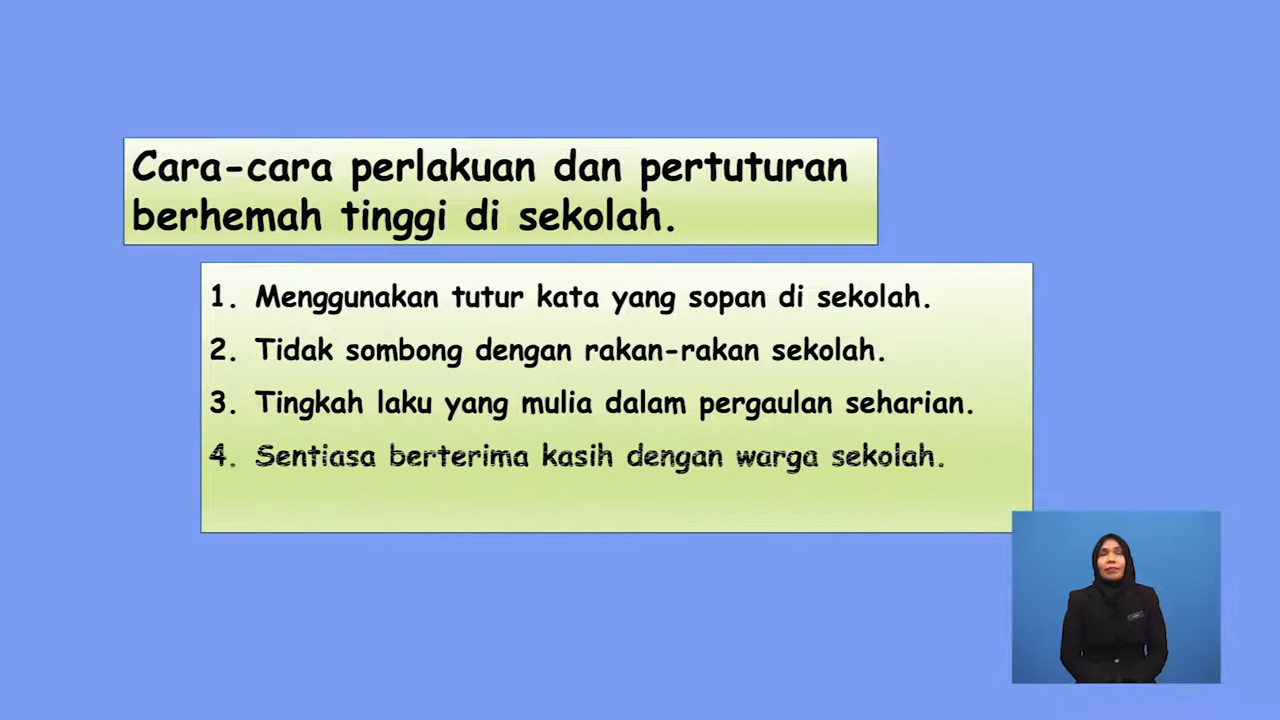 Cara-cara perlakuan dan pertuturan
berhemah tinggi di sekolah.
1. Menggunakan tutur kata yang sopan di sekolah.
2. Tidak sombong dengan rakan-rakan sekolah.
3. Tingkah laku yang mulia dalam pergaulan seharian.
4. Sentiasa berterima kasih dengan warga sekolah.